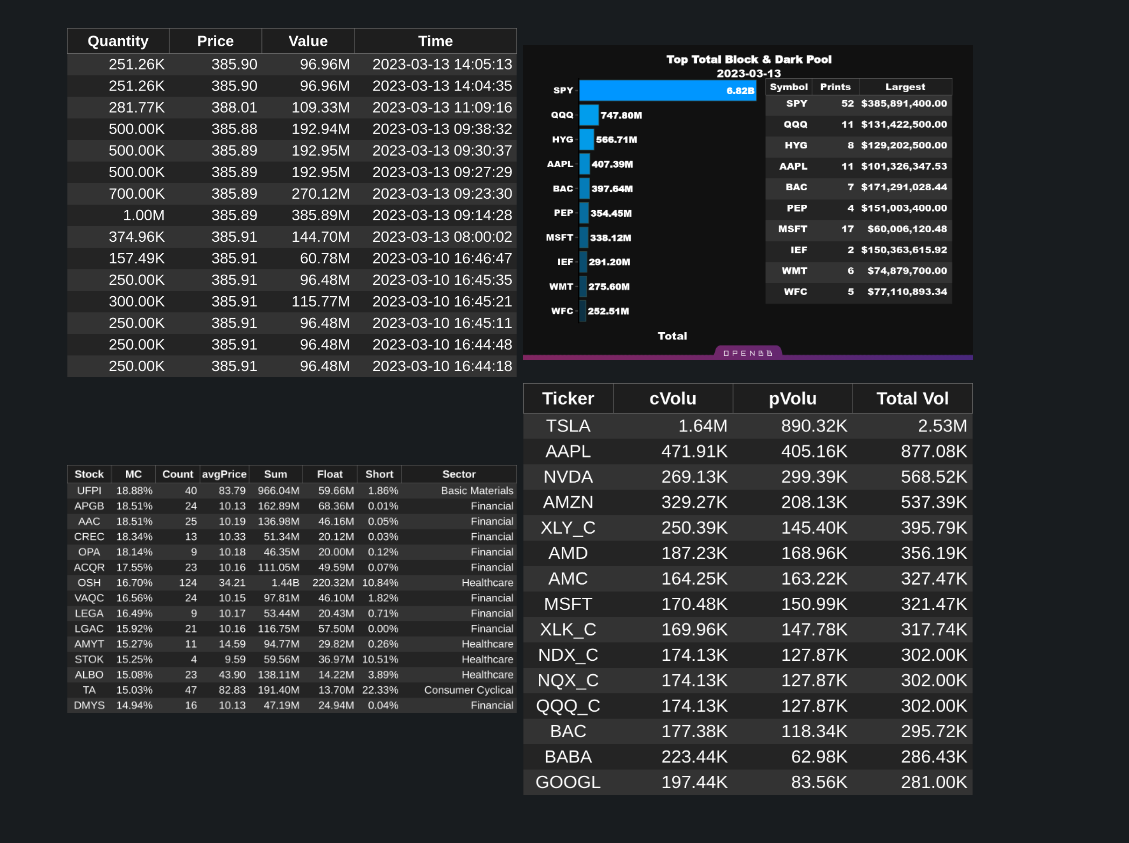 Quantity Price Value Time
251.26K 385.90 96.96M 2023-03-13 14:05:13
251.26K 385.90 96.96M 2023-03-13 14:04:35
281.77K 388.01 109.33M 2023-03-13 11:09:16
500.00K 385.88 192.94M 2023-03-13 09:38:32
500.00K 385.89 192.95M 2023-03-13 09:30:37
500.00K 385.89 192.95M 2023-03-13 09:27:29
700.00K 385.89 270.12M 2023-03-13 09:23:30
1.00M 385.89 385.89M 2023-03-13 09:14:28
374.96K 385.91 144.70M 2023-03-13 08:00:02
157.49K 385.91 60.78M 2023-03-10 16:46:47
250.00K 385.91 96.48M 2023-03-10 16:45:35
300.00K 385.91 115.77M 2023-03-10 16:45:21
250.00K 385.91 96.48M 2023-03-10 16:45:11
250.00K 385.91 96.48M 2023-03-10 16:44:48
250.00K 385.91 96.48M 2023-03-10 16:44:18
Top Total Block & Dark Pool
2023-03-13
SPY 6.82B
QQQ 747.80M
HYG 566.71M
AAPL 407.39M
BAC 397.64M
PEP 354.45M
MSFT 338.12M
IEF 291.20M
WMT 275.60M
WFC 252.51M
Total
Symbol Prints Largest
SPY 52 $385,891,400.00
QQQ 11 $131,422,500.00
HYG 8 $129,202,500.00
AAPL 11 $101,326,347.53
BAC 7 $171,291,028.44
PEP 4 $151,003,400.00
MSFT 17 $60,006,120.48
IEF 2 $150,363,615.92
WMT 6 $74,879,700.00
WFC 5 $77,110,893.34
OPENBB
Stock MC Count avgPrice Sum Float Short Sector
UFPI 18.88% 40 83.79 966.04M 59.66M 1.86% Basic Materials
APGB 18.51% 24 10.13 162.89M 68.36M 0.01% Financial
AAC 18.51% 25 10.19 136.98M 46.16M 0.05% Financial
CREC 18.34% 13 10.33 51.34M 20.12M 0.03% Financial
OPA 18.14% 9 10.18 46.35M 20.00M 0.12% Financial
ACQR 17.55% 23 10.16 111.05M 49.59M 0.07% Financial
OSH 16.70% 124 34.21 1.44B 220.32M 10.84% Healthcare
VAQC 16.56% 24 10.15 97.81M 46.10M 1.82% Financial
LEGA 16.49% 9 10.17 53.44M 20.43M 0.71% Financial
LGAC 15.92% 21 10.16 116.75M 57.50M 0.00% Financial
AMYT 15.27% 11 14.59 94.77M 29.82M 0.26% Healthcare
STOK 15.25% 4 9.59 59.56M 36.97M 10.51% Healthcare
ALBO 15.08% 23 43.90 138.11M 14.22M 3.89% Healthcare
TA 15.03% 47 82.83 191.40M 13.70M 22.33% Consumer Cyclical
DMYS 14.94% 16 10.13 47.19M 24.94M 0.04% Financial
Ticker cVolu pVolu Total Vol
TSLA 1.64M 890.32K 2.53M
AAPL 471.91K 405.16K 877.08K
NVDA 269.13K 299.39K 568.52K
AMZN 329.27K 208.13K 537.39K
XLY_C 250.39K 145.40K 395.79K
AMD 187.23K 168.96K 356.19K
AMC 164.25K 163.22K 327.47K
MSFT 170.48K 150.99K 321.47K
XLK_C 169.96K 147.78K 317.74K
NDX_C 174.13K 127.87K 302.00K
NQX_C 174.13K 127.87K 302.00K
QQQ_C 174.13K 127.87K 302.00K
BAC 177.38K 118.34K 295.72K
BABA 223.44K 62.98K 286.43K
GOOGL 197.44K 83.56K 281.00K